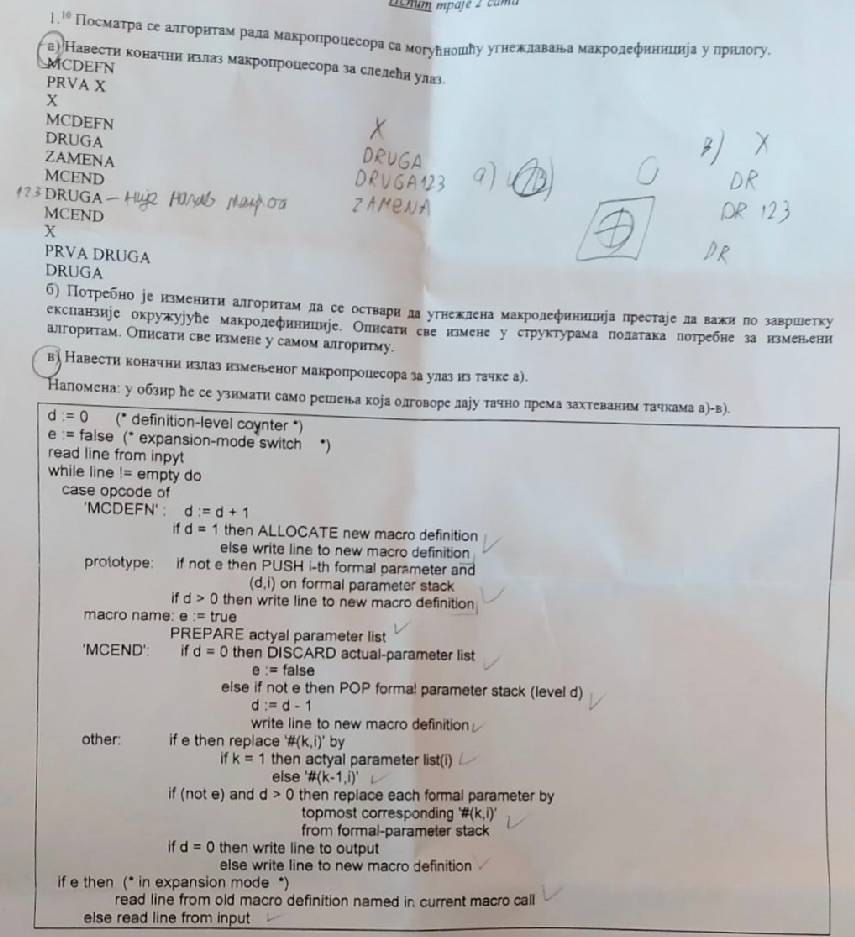 Испит траје 2 сата
1.¹⁰ Посматра се алгоритам рада макропроцесора са могућношћу угнеждавања макродефиниција у прилогу.
а) Навести коначни излаз макропроцесора за следећи улаз.
MCDEFN
PRVA X
X
MCDEFN
DRUGA
ZAMENA
MCEND
123 DRUGA – није
MCEND
X
PRVA DRUGA
DRUGA
X
DRUGA
DRUGA123
ZAMENA
а)
в) X
DR
DR 123
DR
б) Потребно је изменити алгоритам да се оствари да угнеждена макродефиниција престаје да важи по завршетку
експанзије окружујуће макродефиниције. Описати све измене у структурама података потребне за измењени
алгоритам. Описати све измене у самом алгоритму.
в) Навести коначни излаз измењеног макропроцесора за улаз из тачке а).
Напомена: у обзир ће се узимати само решења која одговоре дају тачно према захтеваним тачкама а)-в).
d := 0 (* definition-level counter *)
e := false (* expansion-mode switch *)
read line from inpyt
while line != empty do
case opcode of
'MCDEFN': d := d + 1
if d = 1 then ALLOCATE new macro definition
else write line to new macro definition
prototype: if not e then PUSH i-th formal parameter and
(d,i) on formal parameter stack
if d > 0 then write line to new macro definition
macro name: e := true
PREPARE actyal parameter list
'MCEND': if d = 0 then DISCARD actual-parameter list
e := false
else if not e then POP formal parameter stack (level d)
d := d - 1
write line to new macro definition
other: if e then replace '#(k,i)' by
if k = 1 then actyal parameter list(i)
else '#(k-1,i)'
if (not e) and d > 0 then replace each formal parameter by
topmost corresponding '#(k,i)'
from formal-parameter stack
if d = 0 then write line to output
else write line to new macro definition
if e then (* in expansion mode *)
read line from old macro definition named in current macro call
else read line from input